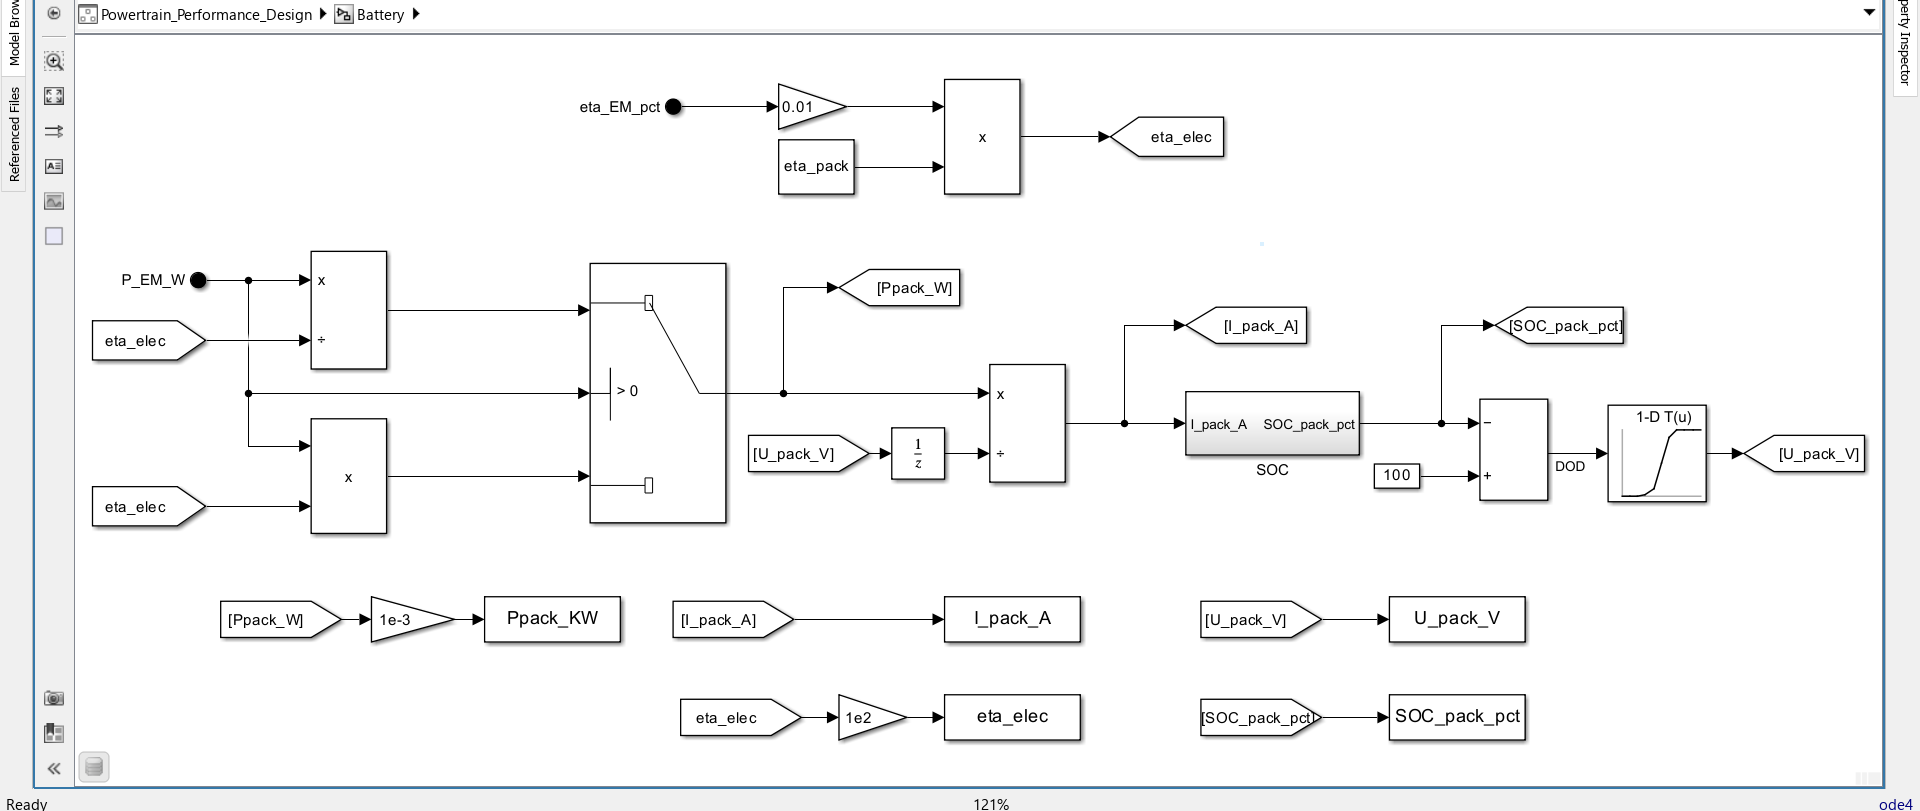 Model Brow
Referenced Files
perty Inspector
Powertrain_Performance_Design Battery
eta_EM_pct
0.01
x
eta_pack
eta_elec
P_EM_W
x
÷
eta_elec
x
eta_elec
> 0
[Ppack_W]
[U_pack_V]
1
z
x
÷
[I_pack_A]
I_pack_A SOC_pack_pct
SOC
[SOC_pack_pct]
100
−
+
DOD
1-D T(u)
[U_pack_V]
[Ppack_W] 1e-3 Ppack_KW
[I_pack_A] I_pack_A
[U_pack_V] U_pack_V
eta_elec 1e2 eta_elec
[SOC_pack_pct] SOC_pack_pct
Ready 121% ode4